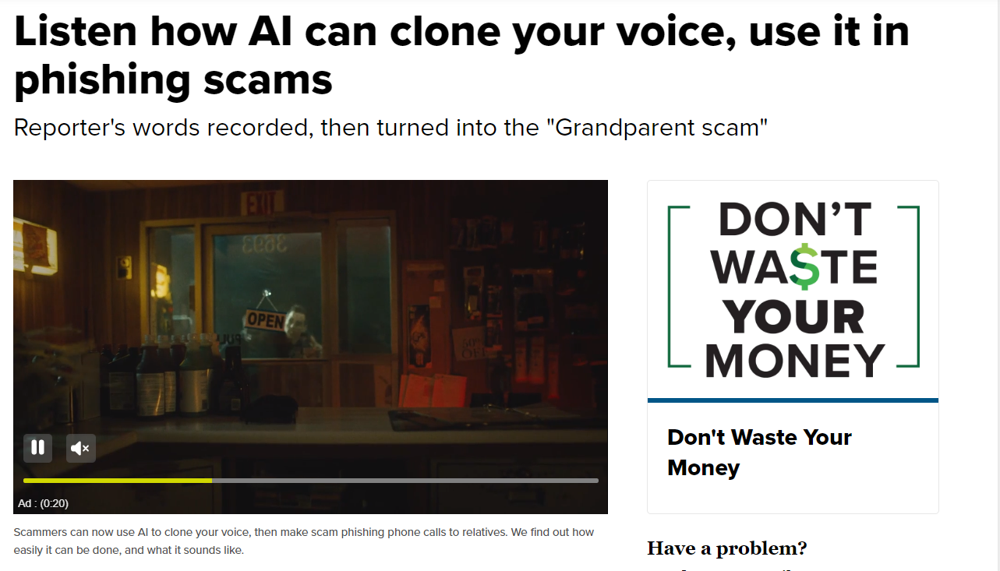 Listen how AI can clone your voice, use it in
phishing scams
Reporter's words recorded, then turned into the "Grandparent scam"
EXIT
3693
OPEN
PULL
Ad : (0:20)
Scammers can now use AI to clone your voice, then make scam phishing phone calls to relatives. We find out how
easily it can be done, and what it sounds like.
DON'T
WA$TE
YOUR
MONEY
Don't Waste Your
Money
Have a problem?